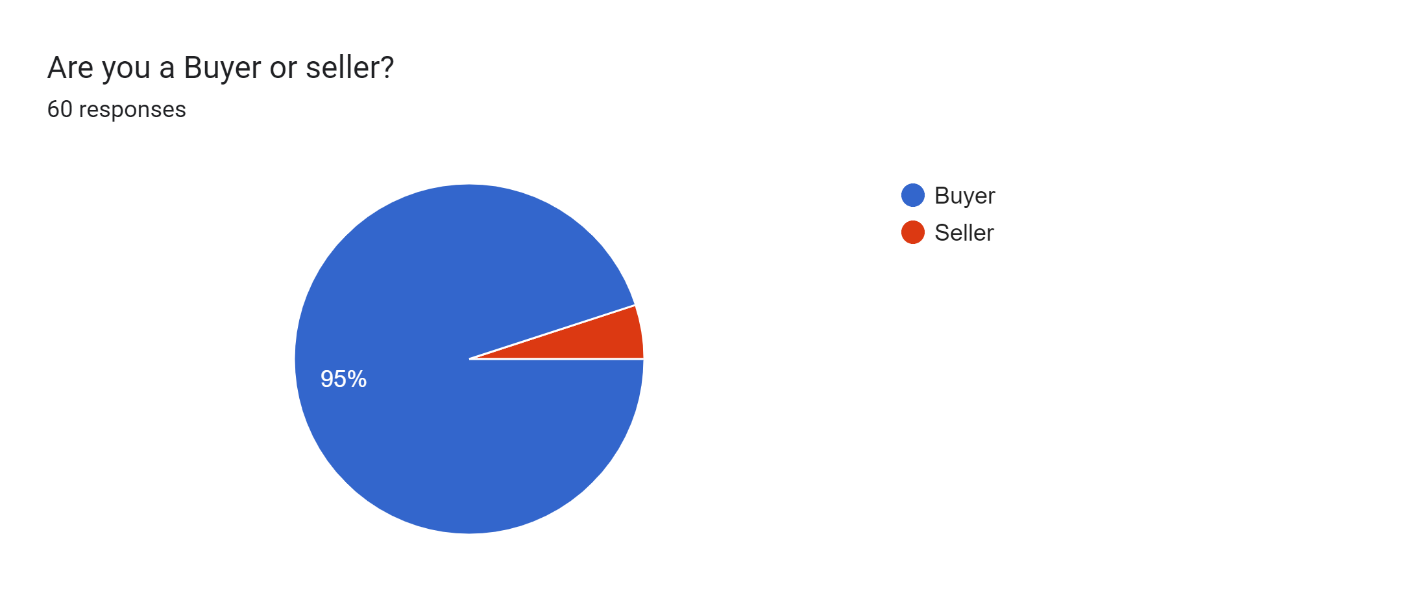 Are you a Buyer or seller?
60 responses
Buyer
Seller
95%